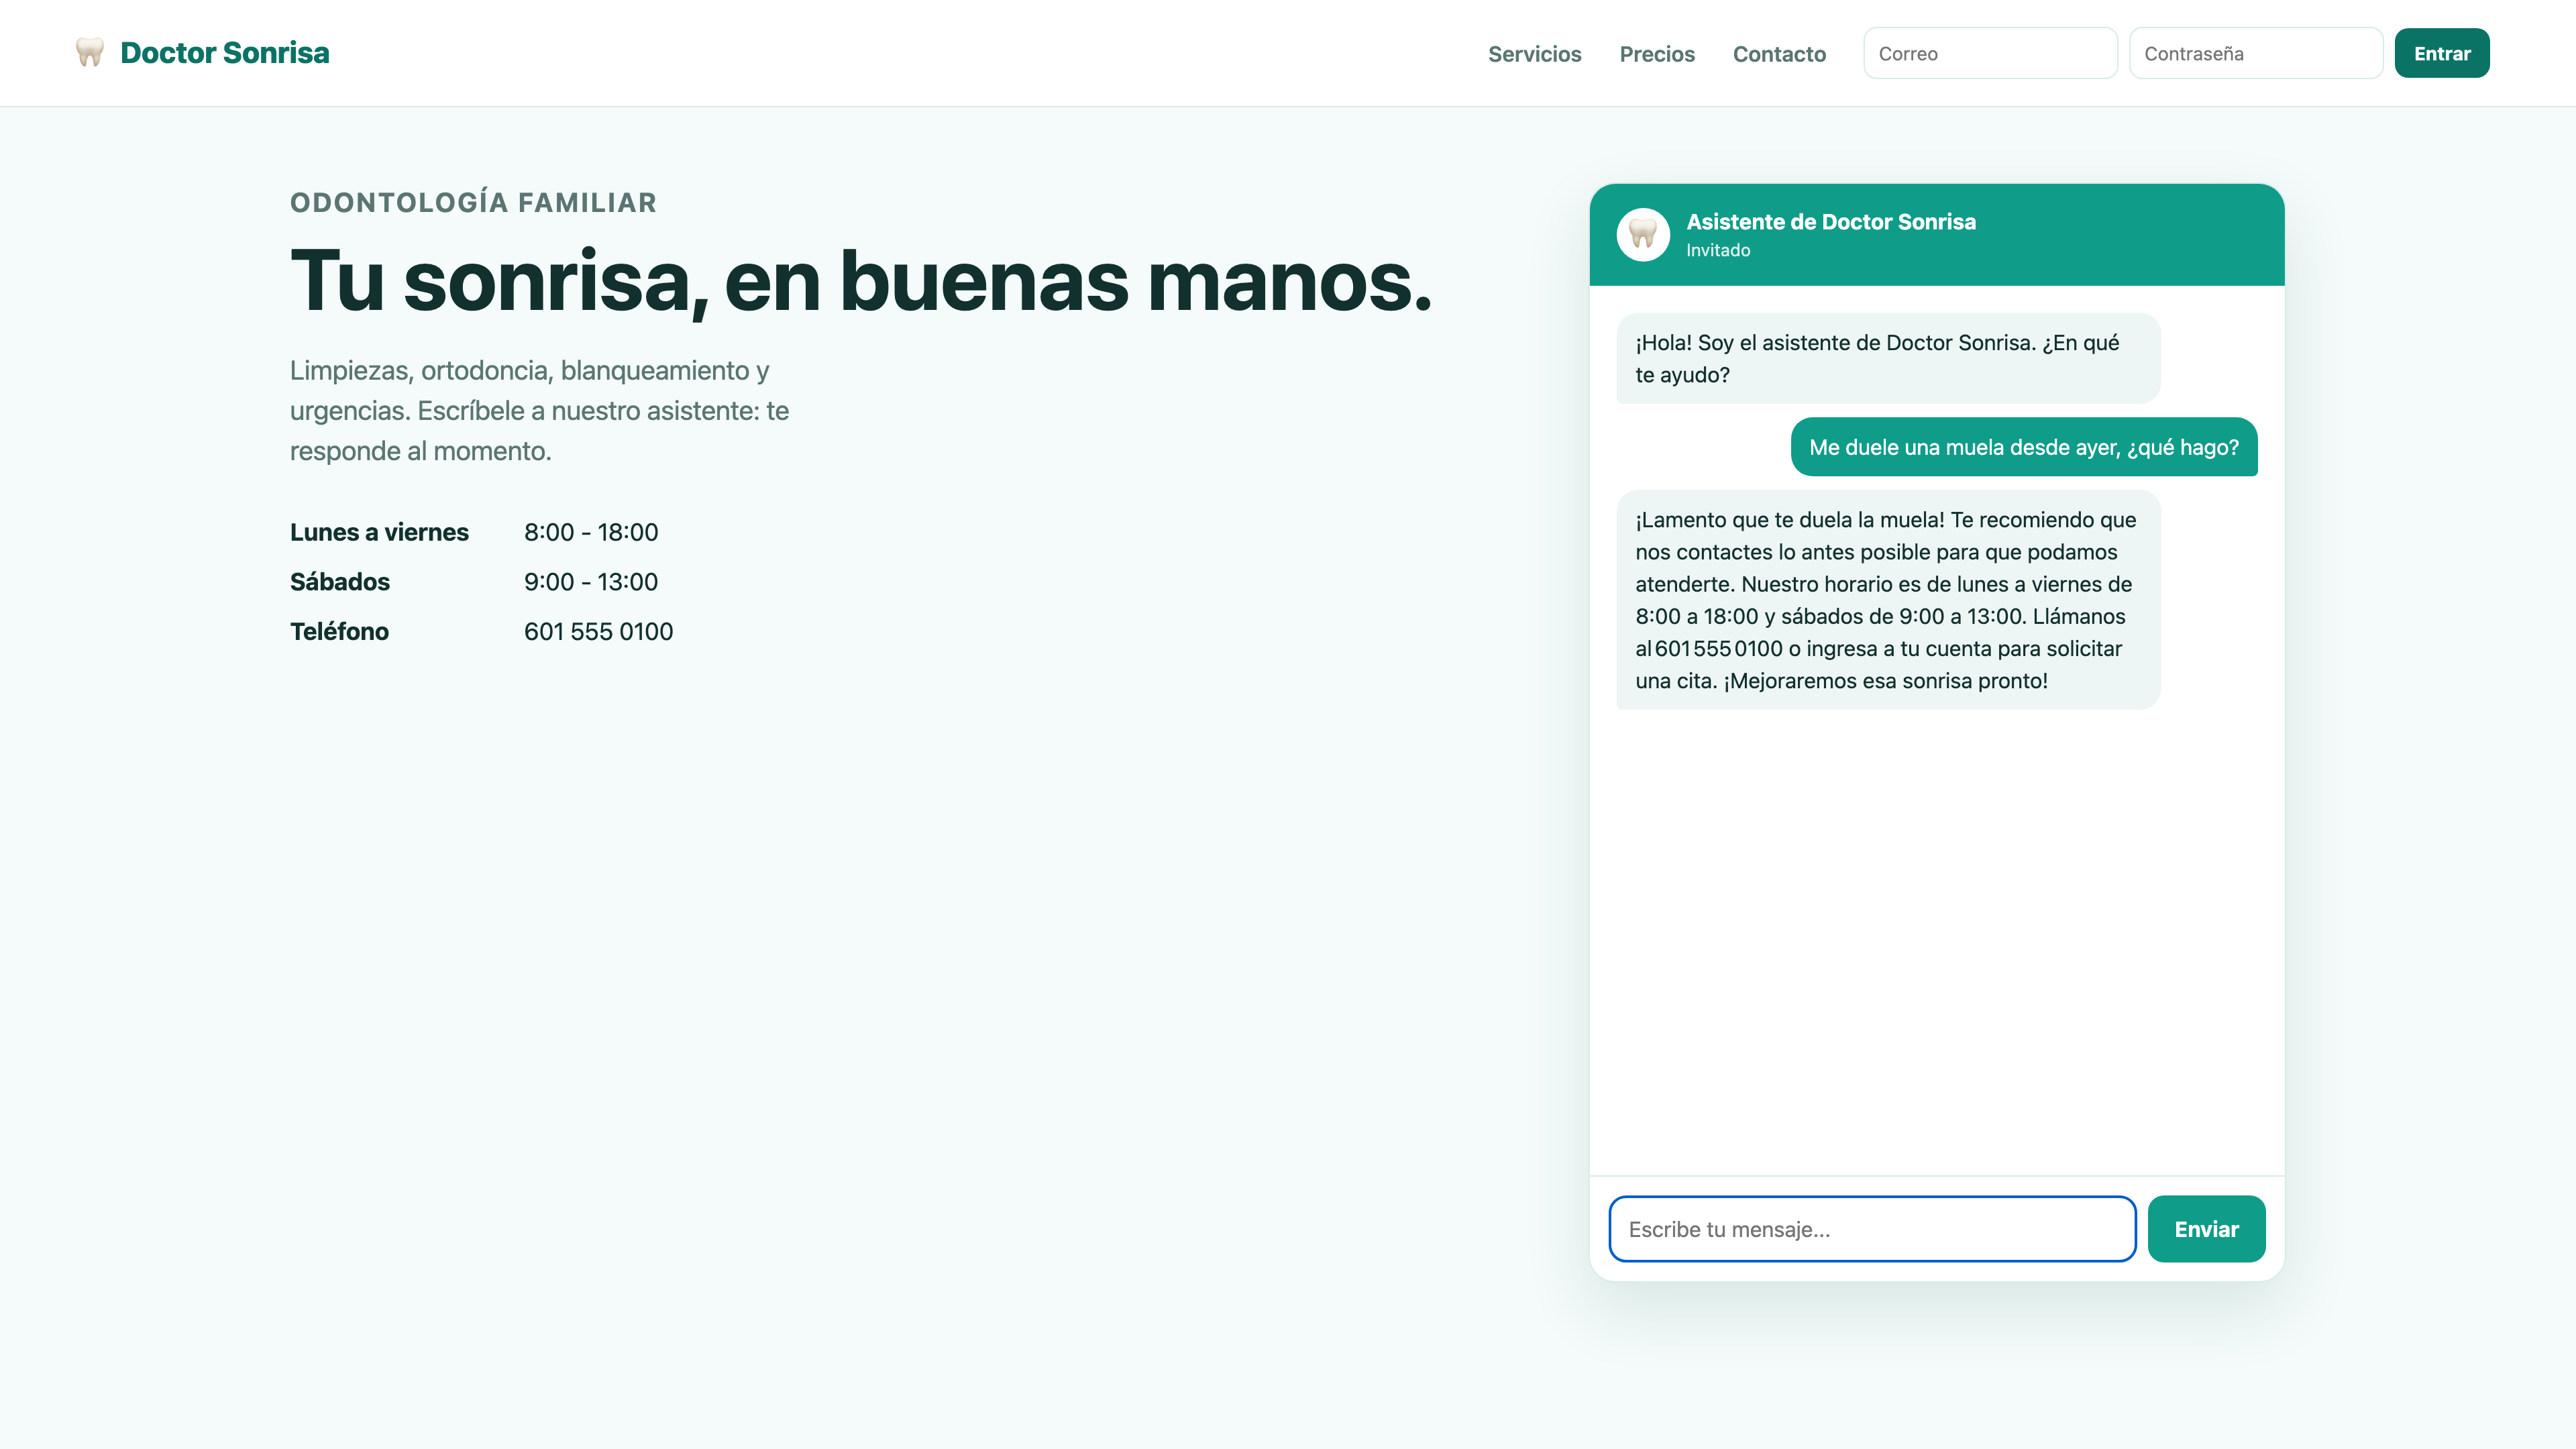 Doctor Sonrisa
Servicios
Precios
Contacto
Correo
Contraseña
Entrar
ODONTOLOGÍA FAMILIAR
Tu sonrisa, en buenas manos.
Limpiezas, ortodoncia, blanqueamiento y
urgencias. Escríbele a nuestro asistente: te
responde al momento.
Lunes a viernes 8:00 - 18:00
Sábados 9:00 - 13:00
Teléfono 601 555 0100
Asistente de Doctor Sonrisa
Invitado
¡Hola! Soy el asistente de Doctor Sonrisa. ¿En qué
te ayudo?
Me duele una muela desde ayer, ¿qué hago?
¡Lamento que te duela la muela! Te recomiendo que
nos contactes lo antes posible para que podamos
atenderte. Nuestro horario es de lunes a viernes de
8:00 a 18:00 y sábados de 9:00 a 13:00. Llámanos
al 601 555 0100 o ingresa a tu cuenta para solicitar
una cita. ¡Mejoraremos esa sonrisa pronto!
Escribe tu mensaje...
Enviar